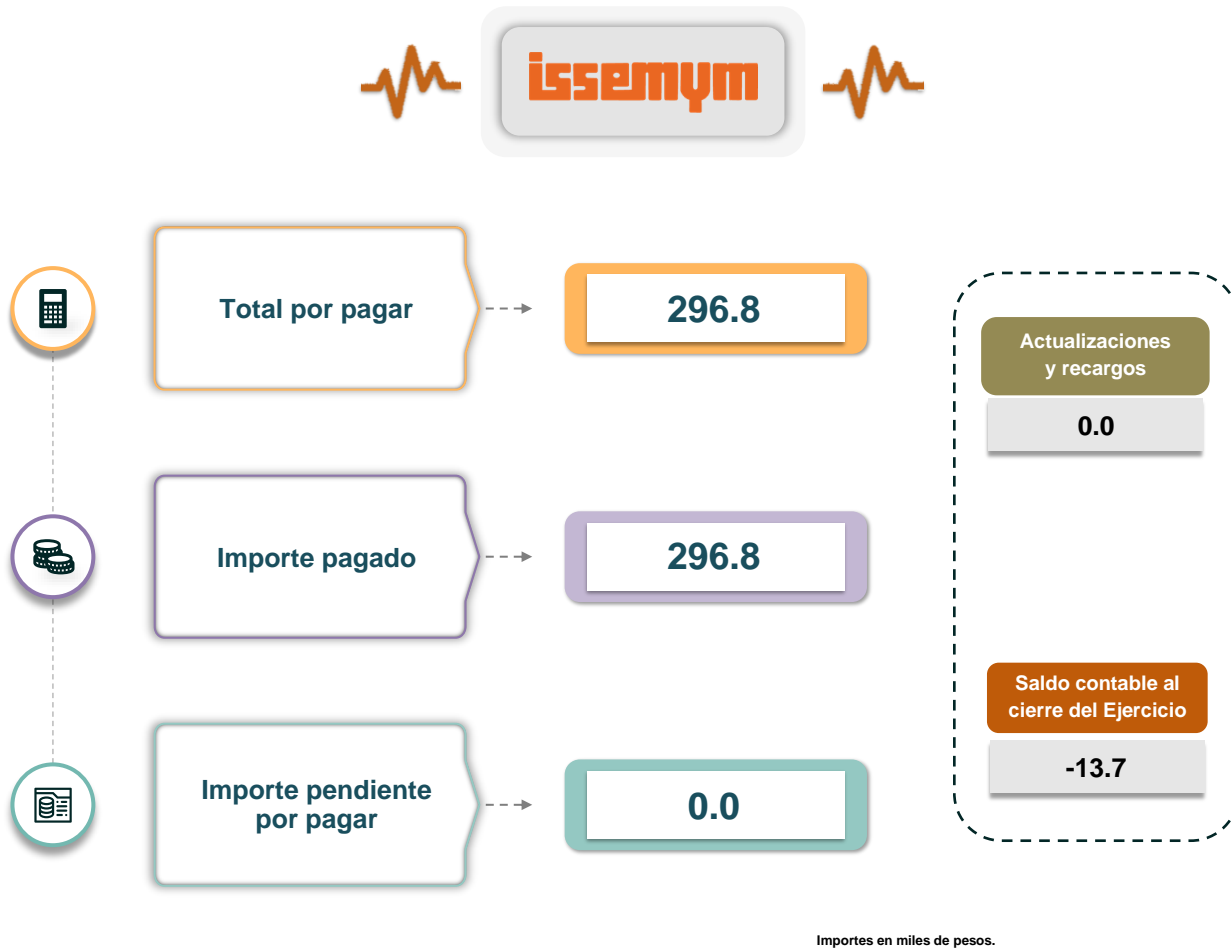 issemym
Total por pagar
296.8
Actualizaciones
y recargos
0.0
Importe pagado
296.8
Saldo contable al
cierre del Ejercicio
-13.7
Importe pendiente
por pagar
0.0
Importes en miles de pesos.